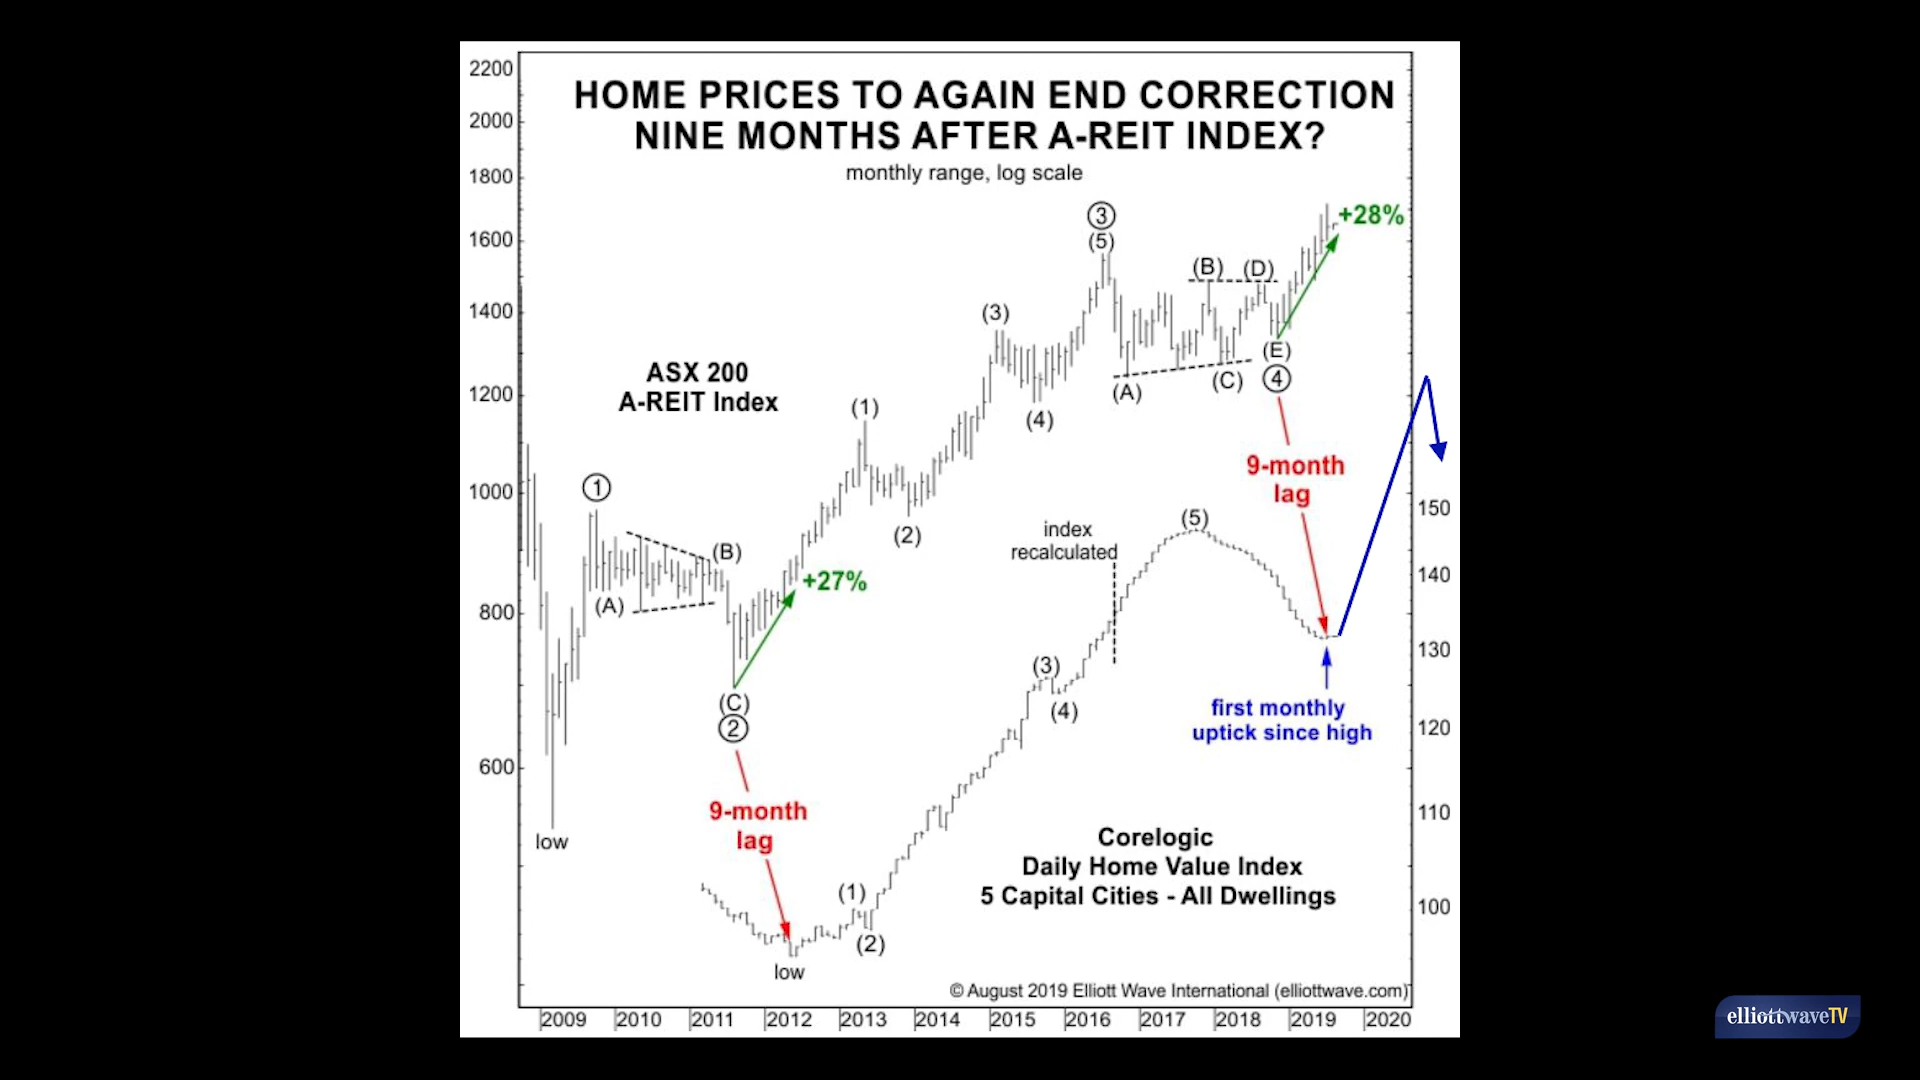 HOME PRICES TO AGAIN END CORRECTION
NINE MONTHS AFTER A-REIT INDEX?
monthly range, log scale
2200
2000
1800
1600
1400
1200
1000
800
600
ASX 200
A-REIT Index
low
1
(A)
(B)
(C)
2
+27%
9-month
lag
low
(1)
(2)
(3)
(4)
3
(5)
(A)
(B)
(C)
(D)
(E)
4
+28%
9-month
lag
(1)
(2)
(3)
(4)
index
recalculated
(5)
first monthly
uptick since high
150
140
130
120
110
100
Corelogic
Daily Home Value Index
5 Capital Cities - All Dwellings
© August 2019 Elliott Wave International (elliottwave.com)
2009 2010 2011 2012 2013 2014 2015 2016 2017 2018 2019 2020
elliottwaveTV